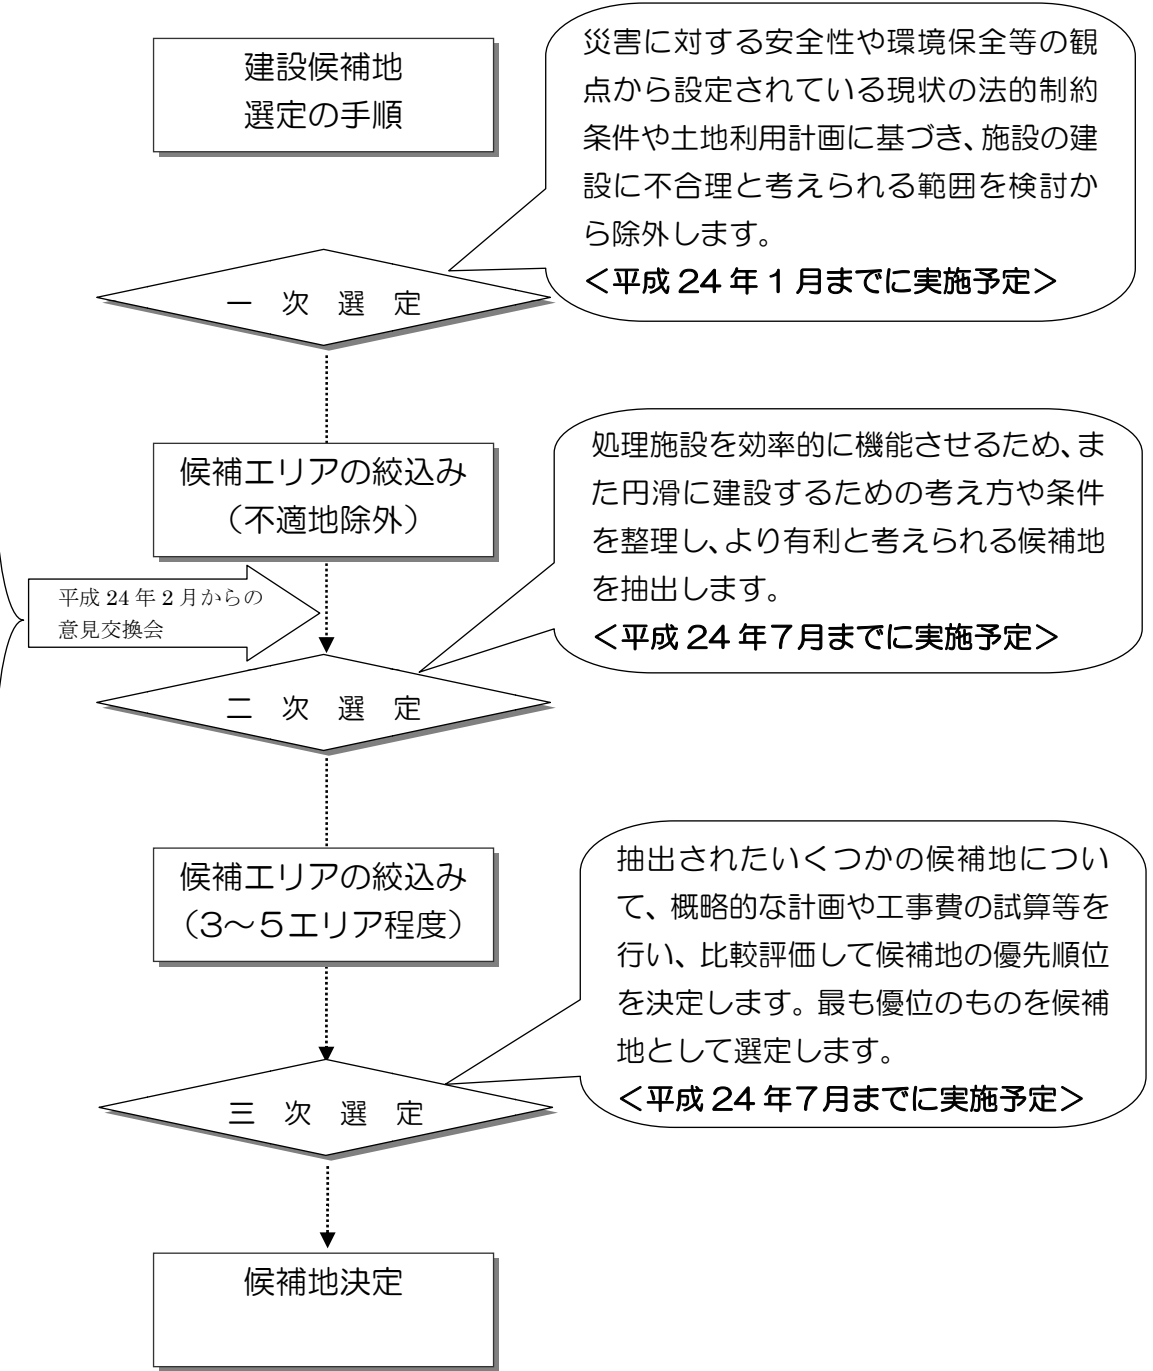 建設候補地
選定の手順
災害に対する安全性や環境保全等の観
点から設定されている現状の法的制約
条件や土地利用計画に基づき、施設の建
設に不合理と考えられる範囲を検討か
ら除外します。
＜平成 24 年 1 月までに実施予定＞
一 次 選 定
候補エリアの絞込み
（不適地除外）
処理施設を効率的に機能させるため、ま
た円滑に建設するための考え方や条件
を整理し、より有利と考えられる候補地
を抽出します。
＜平成 24 年７月までに実施予定＞
平成 24 年 2 月からの
意見交換会
二 次 選 定
候補エリアの絞込み
（３～５エリア程度）
抽出されたいくつかの候補地につい
て、概略的な計画や工事費の試算等を
行い、比較評価して候補地の優先順位
を決定します。最も優位のものを候補
地として選定します。
＜平成 24 年７月までに実施予定＞
三 次 選 定
候補地決定